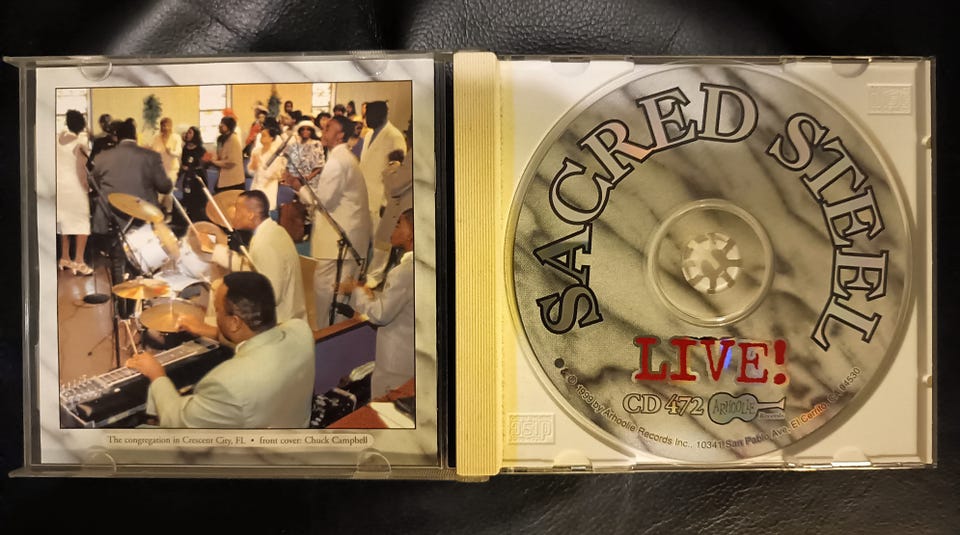 The congregation in Crescent City, FL • front cover: Chuck Campbell
SACRED STEEL
LIVE!
CD 472 ARHOOLIE Records
℗ © 1999 by Arhoolie Records Inc., 10341 San Pablo Ave, El Cerrito, CA 94530